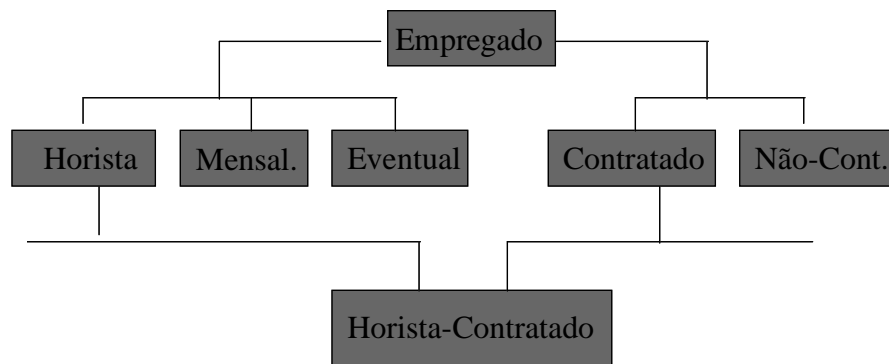 Empregado
Horista
Mensal.
Eventual
Contratado
Não-Cont.
Horista-Contratado